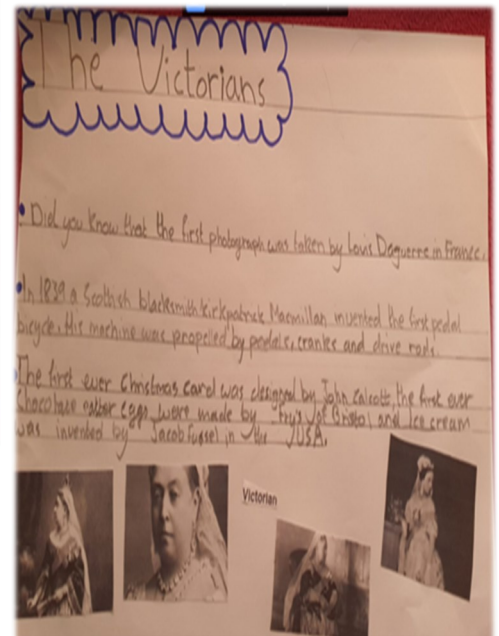 The Victorians
• Did you know that the first photograph was taken by Louis Deguerre in France.
• In 1839 a Scottish blacksmith Kirkpatrick Macmillan invented the first pedal
bicycle. His machine was propelled by pedals, cranks and drive rods.
The first ever Christmas card was designed by John Calcott, the first ever
Chocolate easter eggs were made by Fry's of Bristol and Ice cream
was invented by Jacob Fussel in the USA.
Victorian